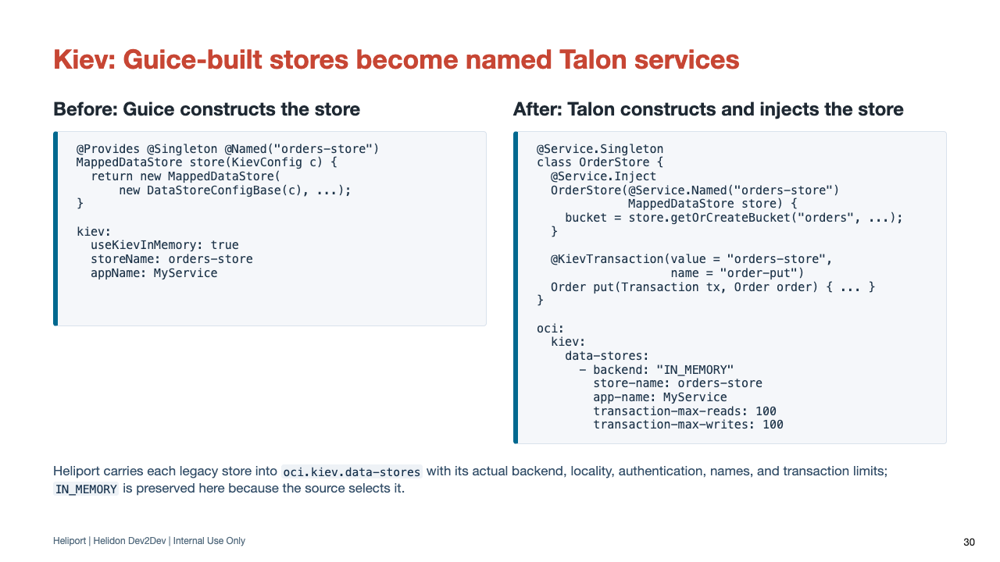 Kiev: Guice-built stores become named Talon services
Before: Guice constructs the store
@Provides @Singleton @Named("orders-store")
MappedDataStore store(KievConfig c) {
  return new MappedDataStore(
      new DataStoreConfigBase(c), ...);
}

kiev:
  useKievInMemory: true
  storeName: orders-store
  appName: MyService
After: Talon constructs and injects the store
@Service.Singleton
class OrderStore {
  @Service.Inject
  OrderStore(@Service.Named("orders-store")
             MappedDataStore store) {
    bucket = store.getOrCreateBucket("orders", ...);
  }

  @KievTransaction(value = "orders-store",
                   name = "order-put")
  Order put(Transaction tx, Order order) { ... }
}

oci:
  kiev:
    data-stores:
      - backend: "IN_MEMORY"
        store-name: orders-store
        app-name: MyService
        transaction-max-reads: 100
        transaction-max-writes: 100
Heliport carries each legacy store into oci.kiev.data-stores with its actual backend, locality, authentication, names, and transaction limits;
IN_MEMORY is preserved here because the source selects it.
Heliport | Helidon Dev2Dev | Internal Use Only
30